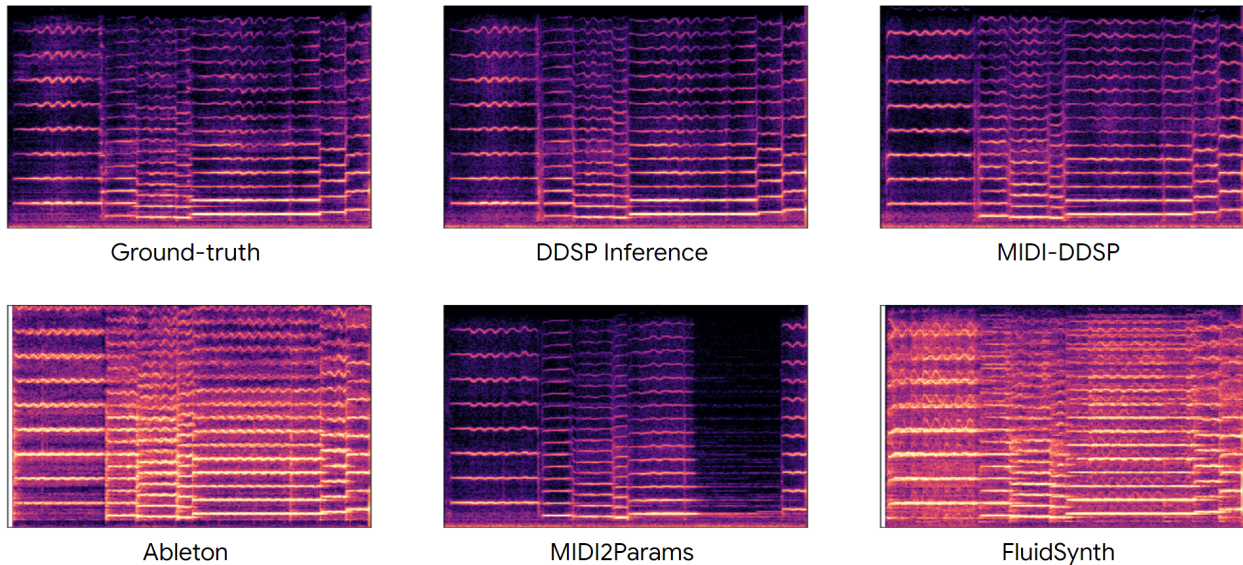 Ground-truth
DDSP Inference
MIDI-DDSP
Ableton
MIDI2Params
FluidSynth